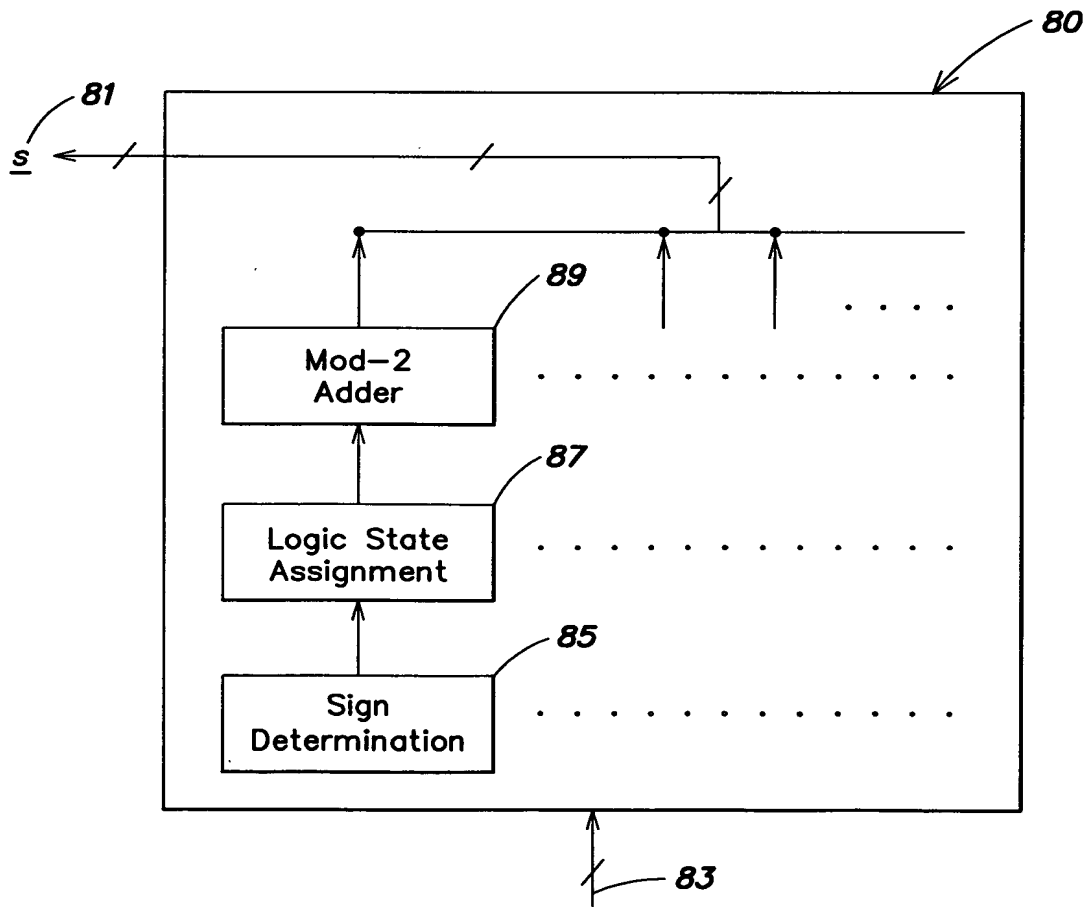 80
81
s
89
Mod-2
Adder
87
Logic State
Assignment
85
Sign
Determination
83